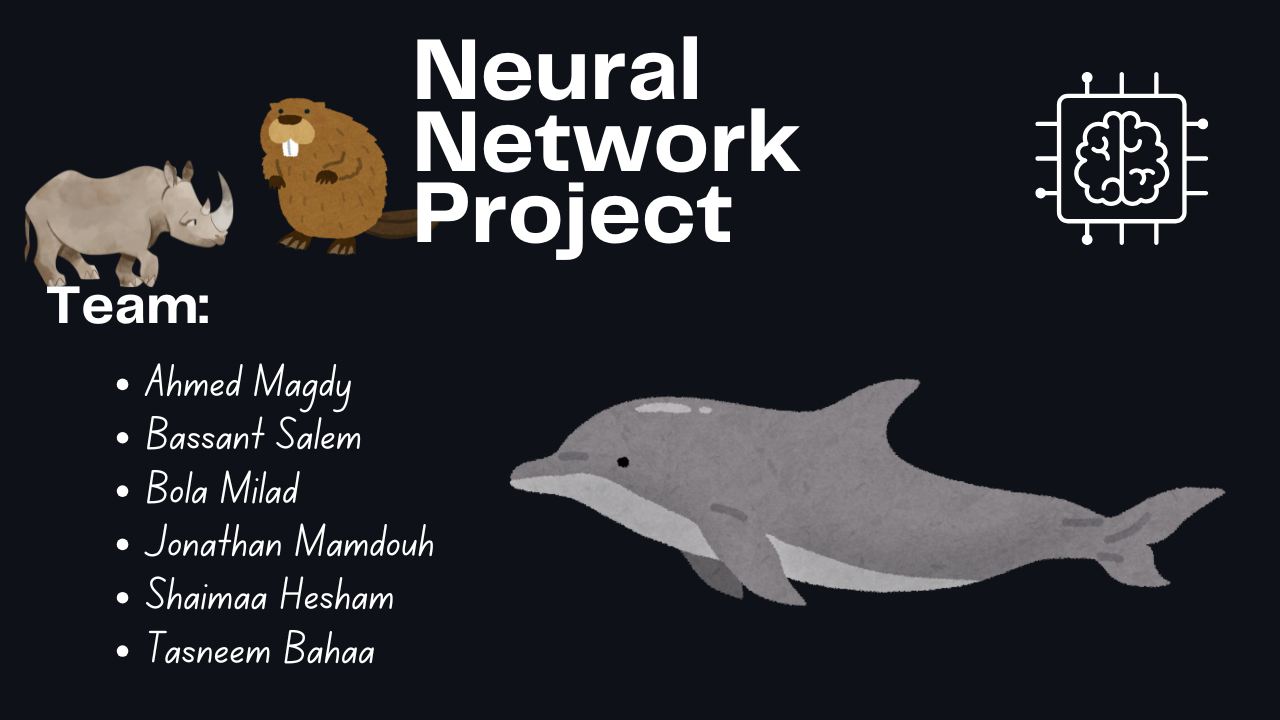 Neural
Network
Project
Team:
Ahmed Magdy
Bassant Salem
Bola Milad
Jonathan Mamdouh
Shaimaa Hesham
Tasneem Bahaa